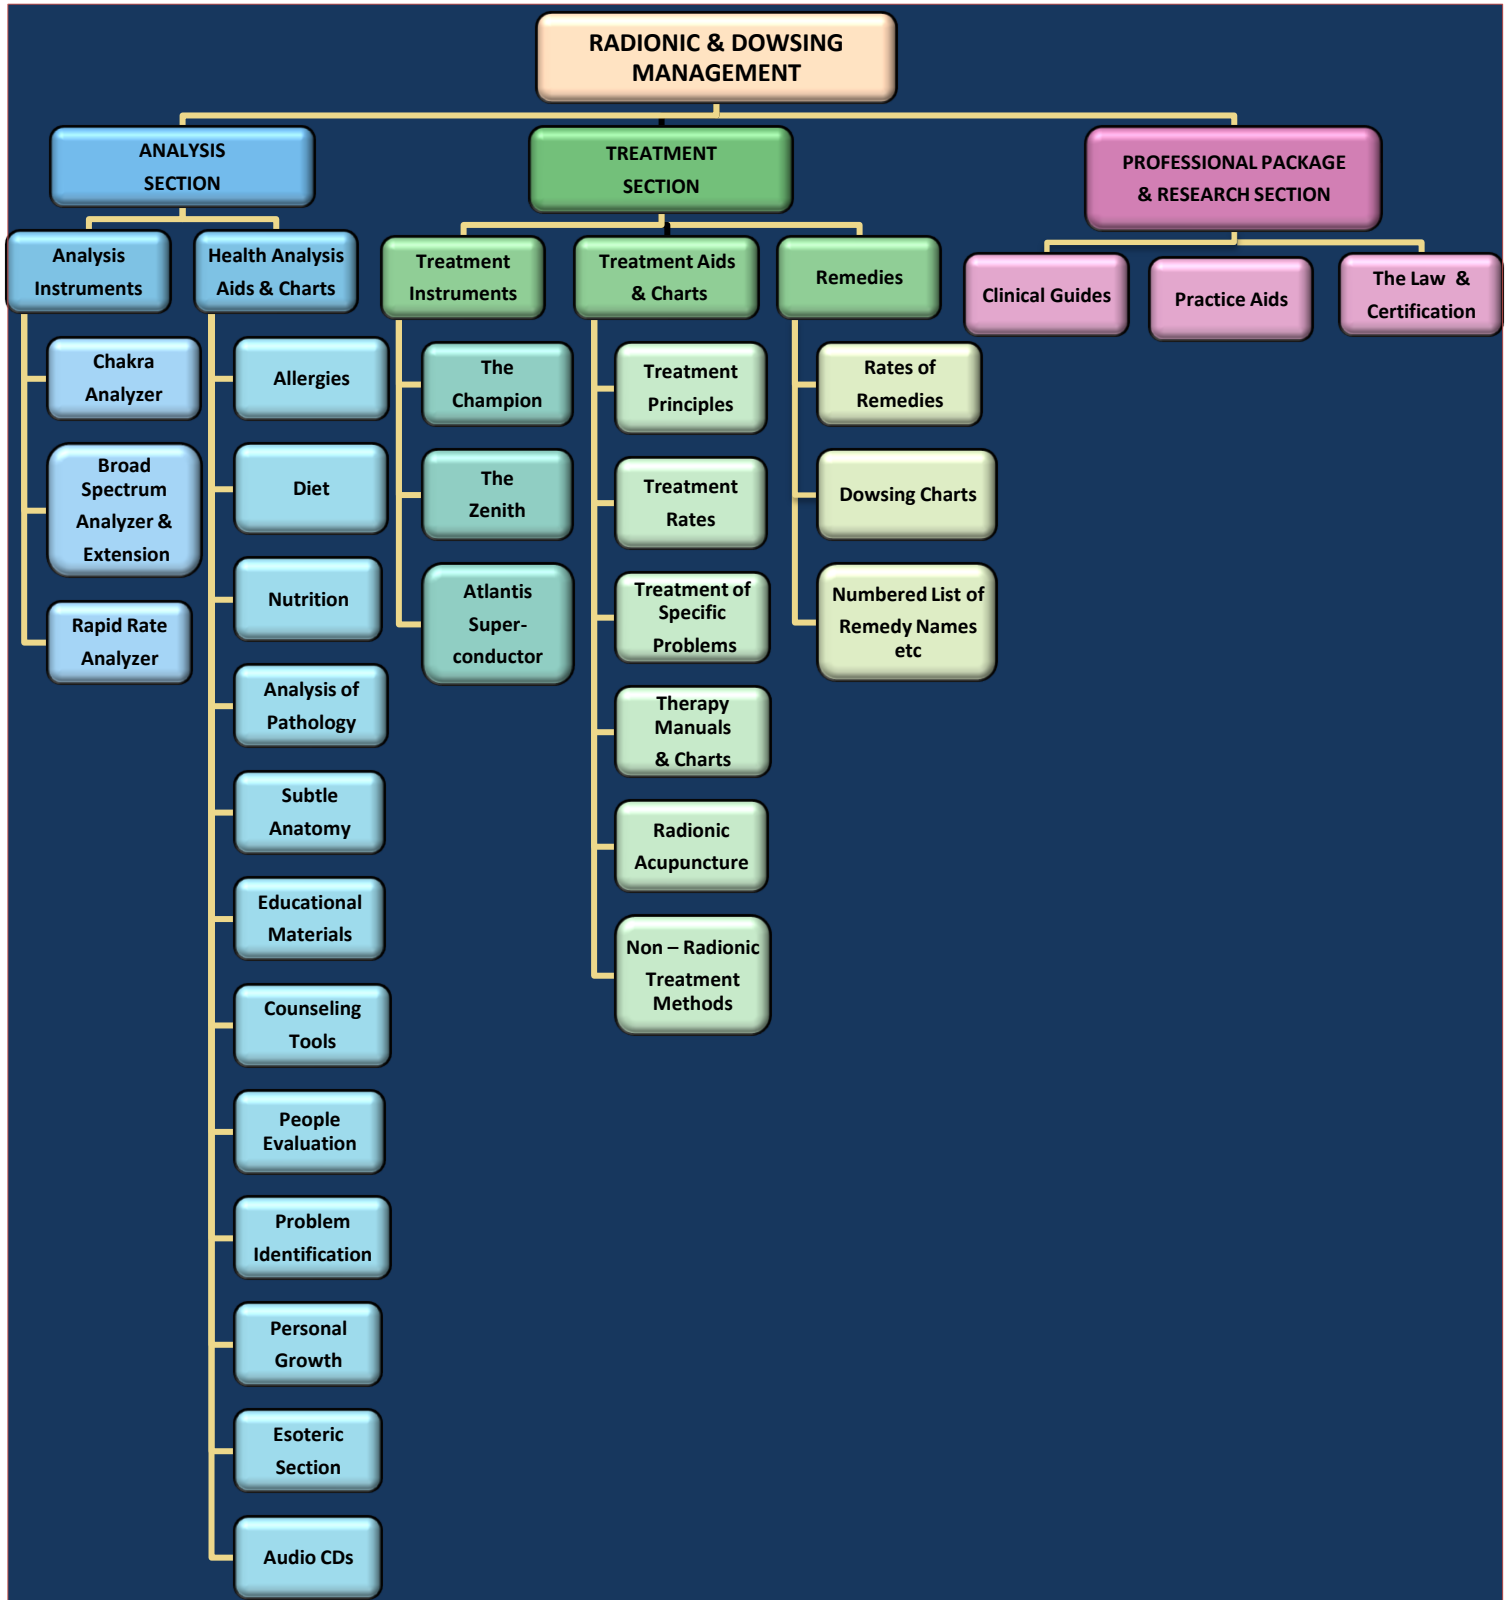 RADIONIC & DOWSING
MANAGEMENT
ANALYSIS
SECTION
TREATMENT
SECTION
PROFESSIONAL PACKAGE
& RESEARCH SECTION
Analysis
Instruments
Health Analysis
Aids & Charts
Treatment
Instruments
Treatment Aids
& Charts
Remedies
Clinical Guides
Practice Aids
The Law &
Certification
Chakra
Analyzer
Broad
Spectrum
Analyzer &
Extension
Rapid Rate
Analyzer
Allergies
Diet
Nutrition
Analysis of
Pathology
Subtle
Anatomy
Educational
Materials
Counseling
Tools
People
Evaluation
Problem
Identification
Personal
Growth
Esoteric
Section
Audio CDs
The
Champion
The
Zenith
Atlantis
Super-
conductor
Treatment
Principles
Treatment
Rates
Treatment of
Specific
Problems
Therapy
Manuals
& Charts
Radionic
Acupuncture
Non – Radionic
Treatment
Methods
Rates of
Remedies
Dowsing Charts
Numbered List of
Remedy Names
etc